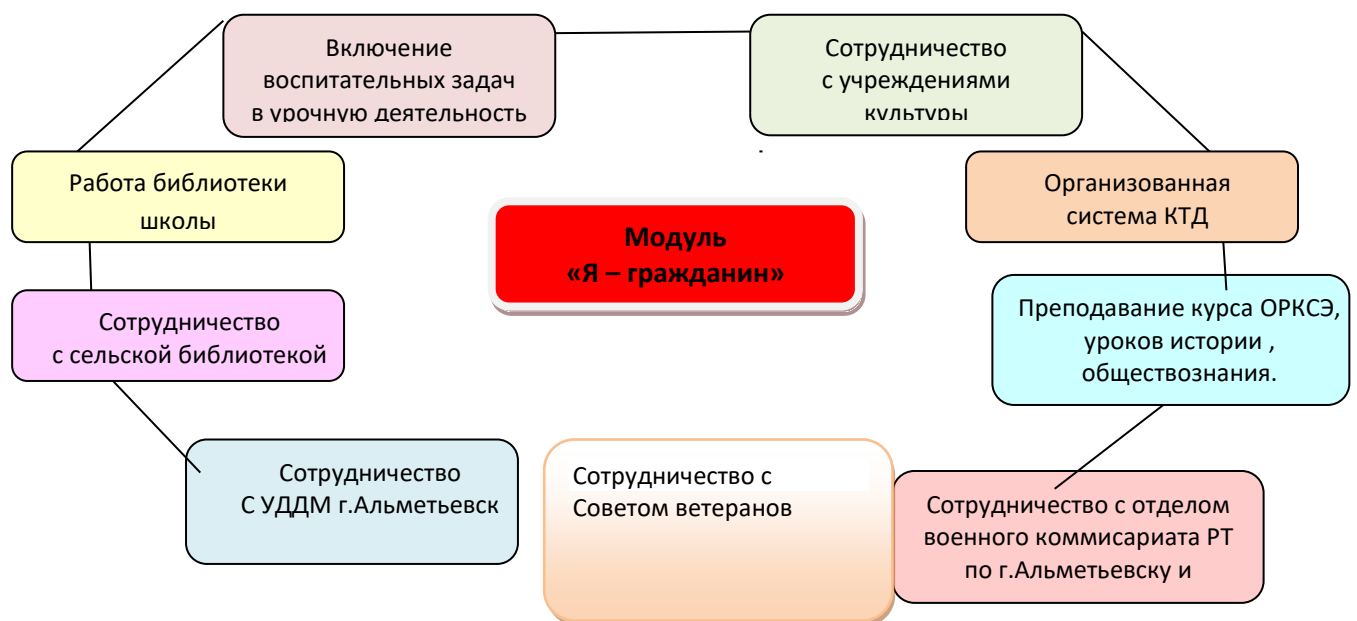 Включение
воспитательных задач
в урочную деятельность
Сотрудничество
с учреждениями
культуры
Работа библиотеки
школы
Модуль
«Я – гражданин»
Организованная
система КТД
Сотрудничество
с сельской библиотекой
Преподавание курса ОРКСЭ,
уроков истории ,
обществознания.
Сотрудничество
С УДДМ г.Альметьевск
Сотрудничество с
Советом ветеранов
Сотрудничество с отделом
военного коммисариата РТ
по г.Альметьевску и